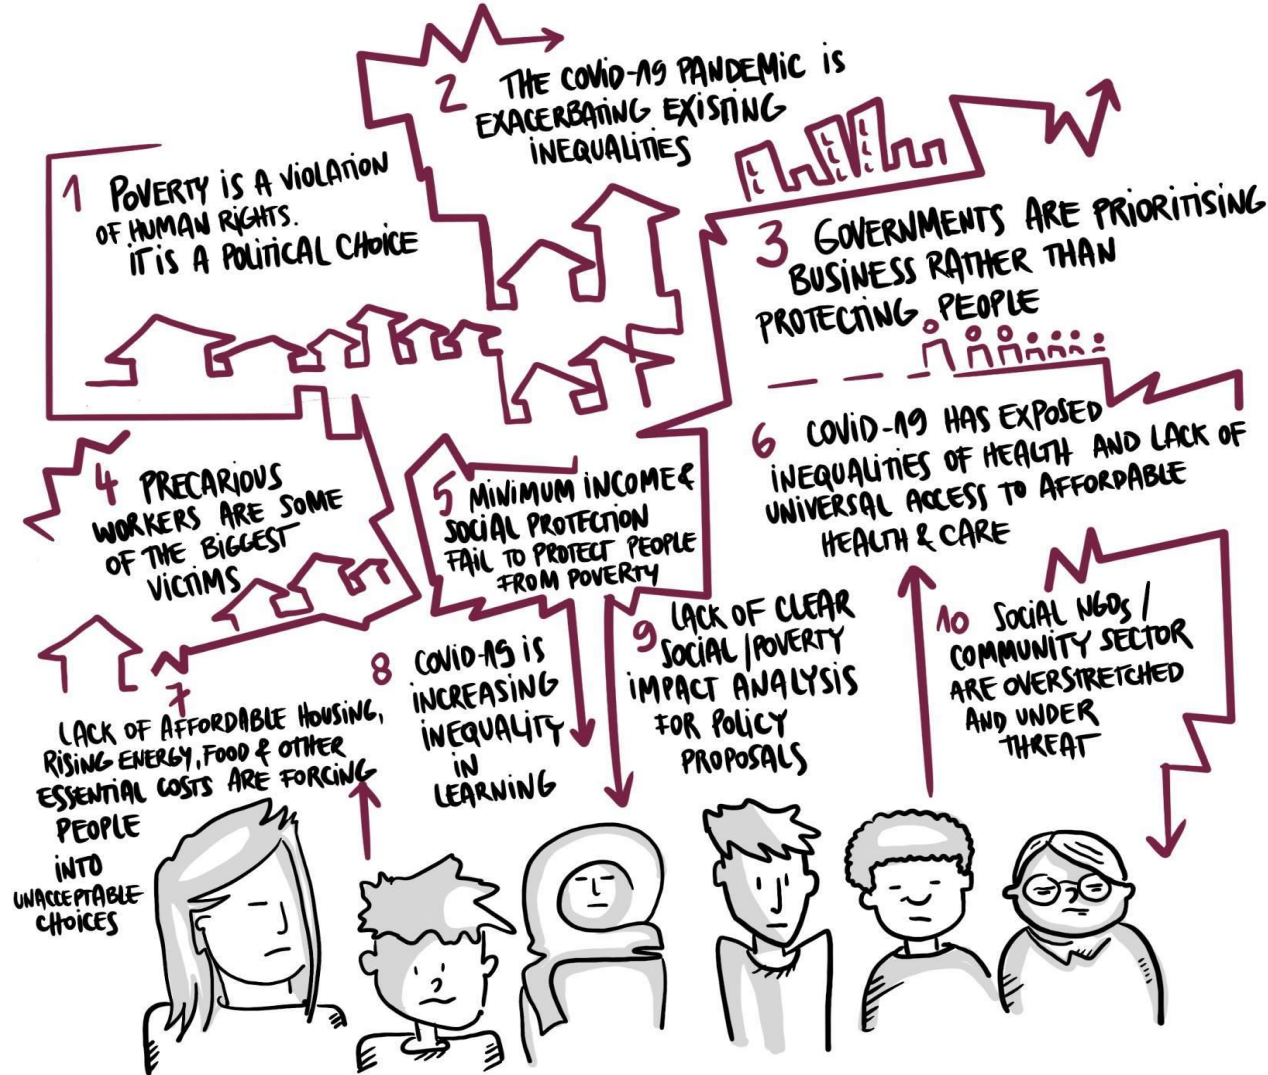 1 POVERTY IS A VIOLATION
OF HUMAN RIGHTS.
IT IS A POLITICAL CHOICE
2 THE COVID-19 PANDEMIC IS
EXACERBATING EXISTING
INEQUALITIES
3 GOVERNMENTS ARE PRIORITISING
BUSINESS RATHER THAN
PROTECTING PEOPLE
4 PRECARIOUS
WORKERS ARE SOME
OF THE BIGGEST
VICTIMS
5 MINIMUM INCOME &
SOCIAL PROTECTION
FAIL TO PROTECT PEOPLE
FROM POVERTY
6 COVID-19 HAS EXPOSED
INEQUALITIES OF HEALTH AND LACK OF
UNIVERSAL ACCESS TO AFFORDABLE
HEALTH & CARE
7
LACK OF AFFORDABLE HOUSING,
RISING ENERGY, FOOD & OTHER
ESSENTIAL COSTS ARE FORCING
PEOPLE
INTO
UNACCEPTABLE
CHOICES
8 COVID-19 IS
INCREASING
INEQUALITY
IN
LEARNING
9 LACK OF CLEAR
SOCIAL/POVERTY
IMPACT ANALYSIS
FOR POLICY
PROPOSALS
10 SOCIAL NGOs/
COMMUNITY SECTOR
ARE OVERSTRETCHED
AND UNDER
THREAT